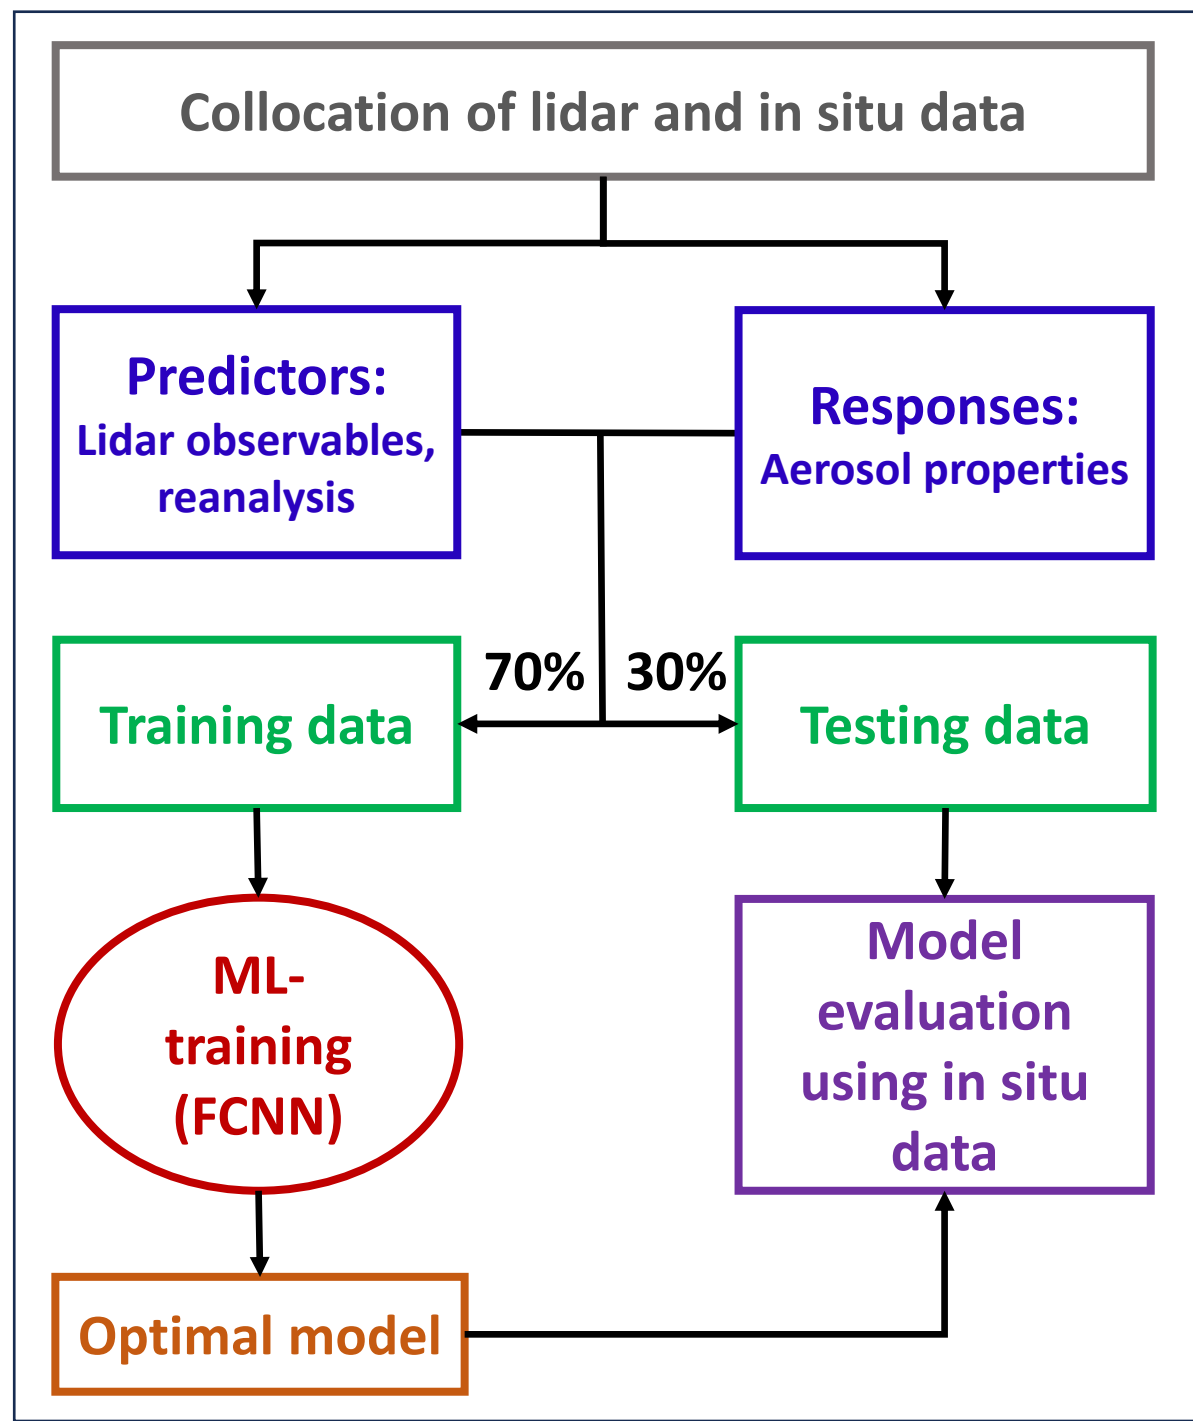 Collocation of lidar and in situ data
Predictors:
Lidar observables,
reanalysis
Responses:
Aerosol properties
70%
30%
Training data
Testing data
ML-
training
(FCNN)
Model
evaluation
using in situ
data
Optimal model